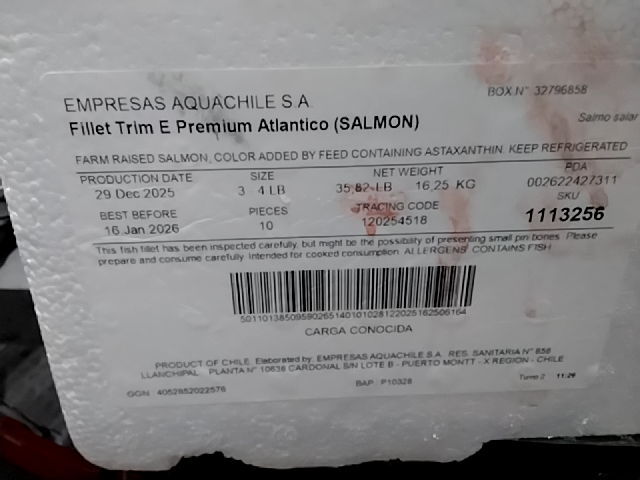 BOX.N° 32796858
EMPRESAS AQUACHILE S.A.
Fillet Trim E Premium Atlantico (SALMON)
Salmo salar
FARM RAISED SALMON, COLOR ADDED BY FEED CONTAINING ASTAXANTHIN. KEEP REFRIGERATED
PRODUCTION DATE SIZE NET WEIGHT PDA
29 Dec 2025 3 4 LB 35,82 LB 16,25 KG 002622427311
BEST BEFORE PIECES TRACING CODE SKU
16 Jan 2026 10 120254518 1113256
This fish fillet has been inspected carefully, but might be the possibility of presenting small pin bones. Please
prepare and consume carefully. Intended for cooked consumption. ALLERGENS: CONTAINS FISH
CARGA CONOCIDA
PRODUCT OF CHILE. Elaborated by: EMPRESAS AQUACHILE S.A. RES. SANITARIA N° 858
LLANCHIPAL. PLANTA N° 10636 CARDONAL S/N LOTE B - PUERTO MONTT - X REGION - CHILE
GGN: 4052852022576 BAP: P10328 Turno 2 11:26